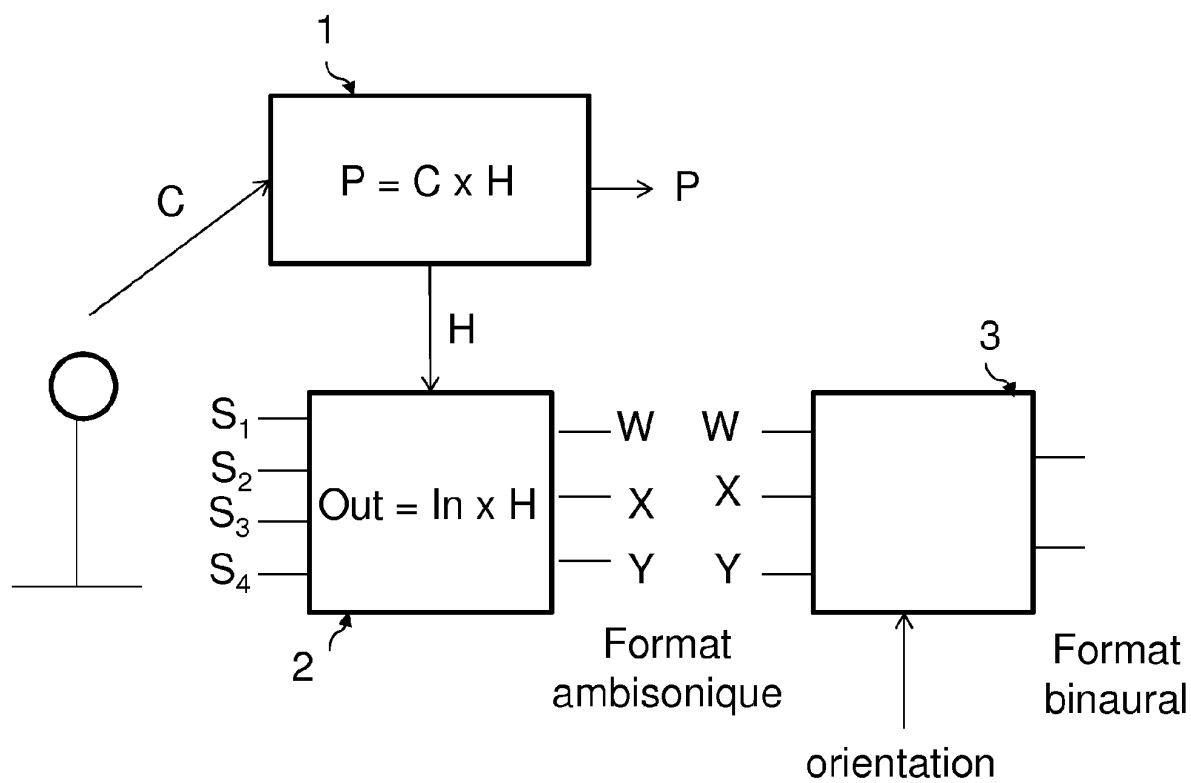 1
P = C x H
P
C
H
3
S₁
W
W
S₂
Out = In x H
X
X
S₃
S₄
Y
Y
2
Format
ambisonique
Format
binaural
orientation